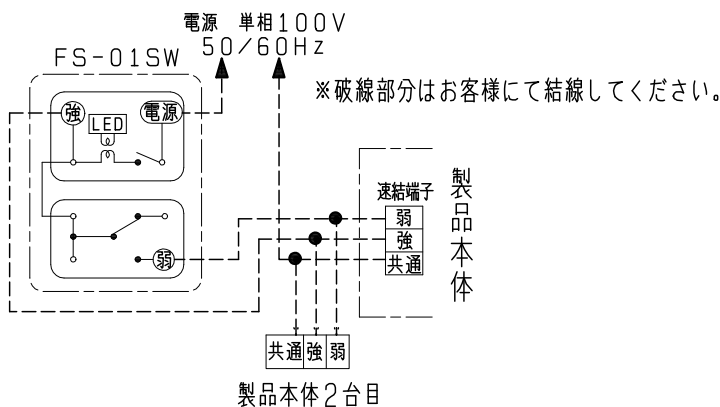 電源 単相100V
50/60Hz
FS-01SW
※破線部分はお客様にて結線してください。
強
電源
LED
弱
速結端子
弱
強
共通
製品本体
共通 強 弱
製品本体2台目